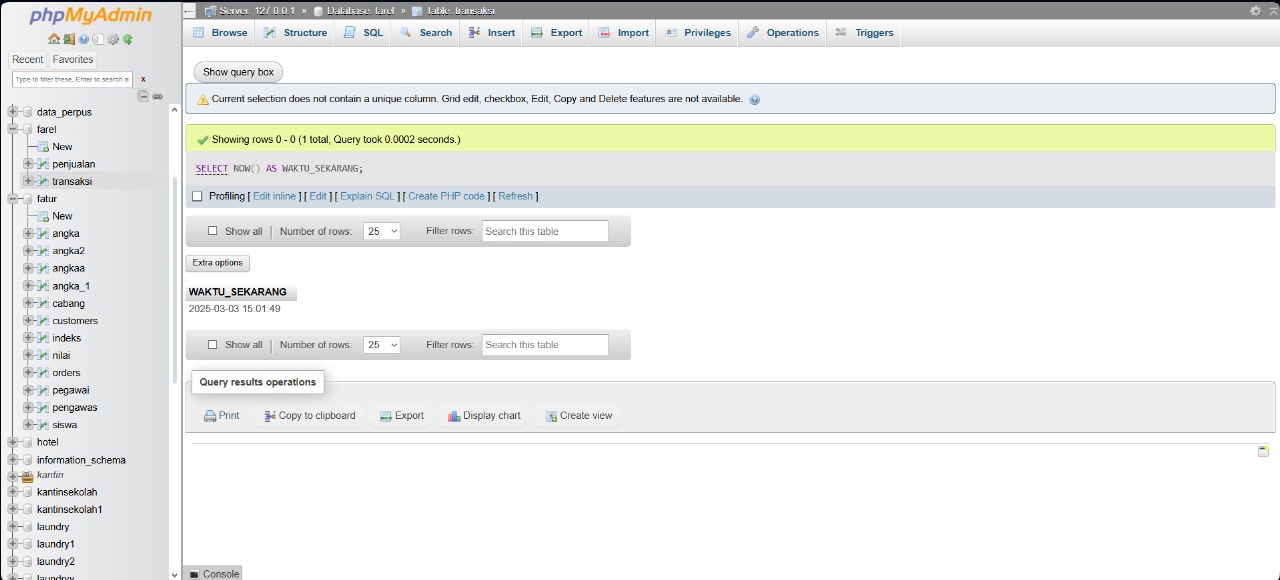 phpMyAdmin
Recent Favorites
Type to filter these, Enter to search al x
data_perpus
farel
New
penjualan
transaksi
fatur
New
angka
angka2
angkaa
angka_1
cabang
customers
indeks
nilai
orders
pegawai
pengawas
siswa
hotel
information_schema
kantin
kantinsekolah
kantinsekolah1
laundry
laundry1
laundry2
laundryy
Server: 127.0.0.1 » Database: farel » Table: transaksi
Browse Structure SQL Search Insert Export Import Privileges Operations Triggers
Show query box
Current selection does not contain a unique column. Grid edit, checkbox, Edit, Copy and Delete features are not available.
Showing rows 0 - 0 (1 total, Query took 0.0002 seconds.)
SELECT NOW() AS WAKTU_SEKARANG;
Profiling [ Edit inline ] [ Edit ] [ Explain SQL ] [ Create PHP code ] [ Refresh ]
Show all | Number of rows: 25 Filter rows: Search this table
Extra options
WAKTU_SEKARANG
2025-03-03 15:01:49
Show all | Number of rows: 25 Filter rows: Search this table
Query results operations
Print Copy to clipboard Export Display chart Create view
Console